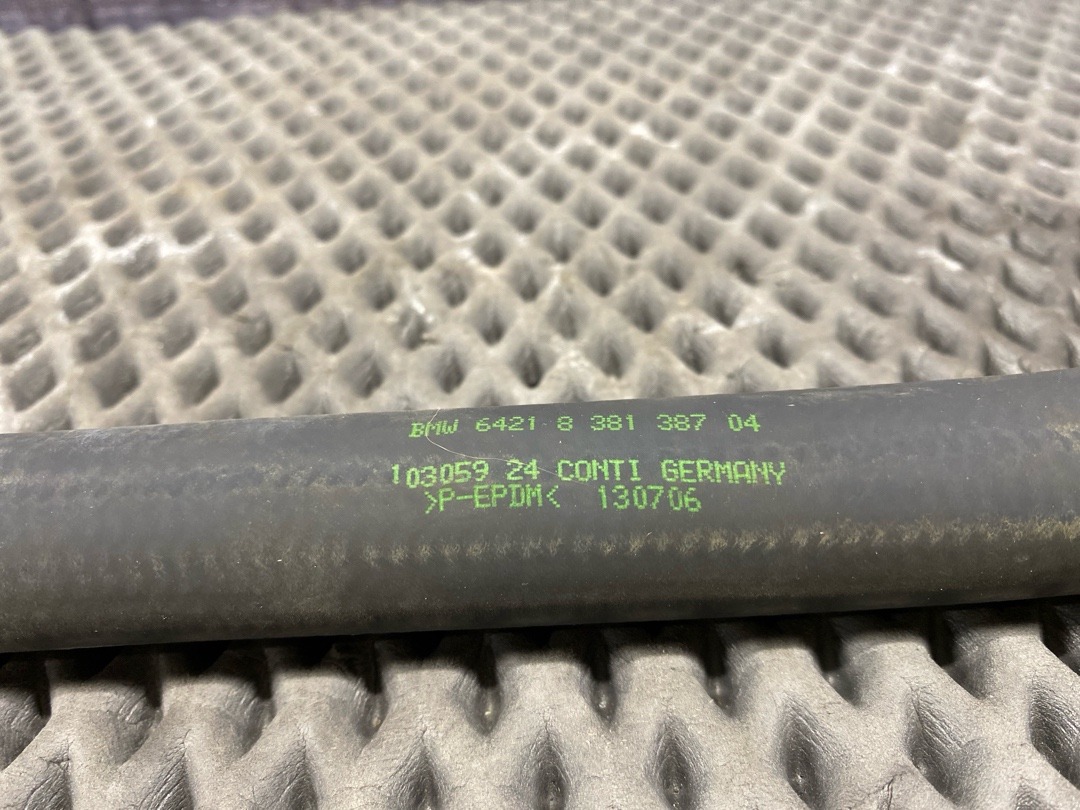 BMW 6421 8 381 387 04
103059 24 CONTI GERMANY
>P-EPDM< 130706